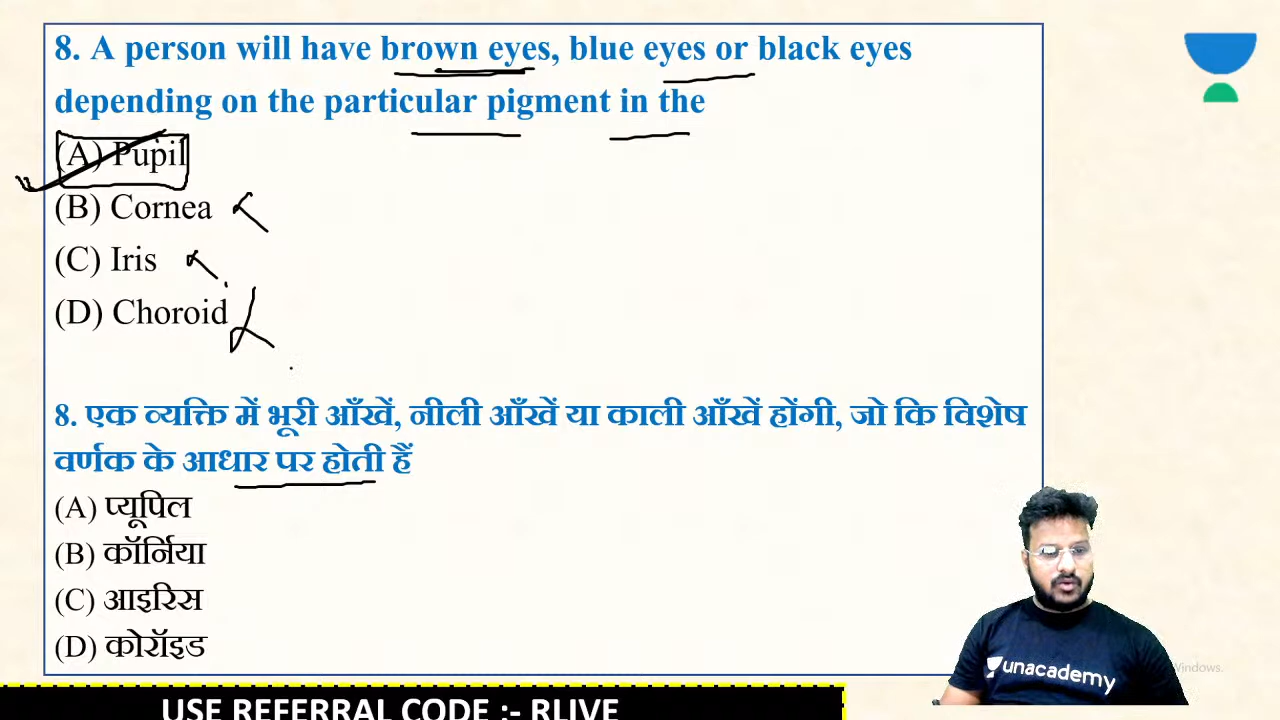 8. A person will have brown eyes, blue eyes or black eyes
depending on the particular pigment in the
(A) Pupil
(B) Cornea
(C) Iris
(D) Choroid
8. एक व्यक्ति में भूरी आँखें, नीली आँखें या काली आँखें होंगी, जो कि विशेष
वर्णक के आधार पर होती हैं
(A) प्यूपिल
(B) कॉर्निया
(C) आइरिस
(D) कोरॉइड
unacademy
Windows.
USE REFERRAL CODE :- RLIVE